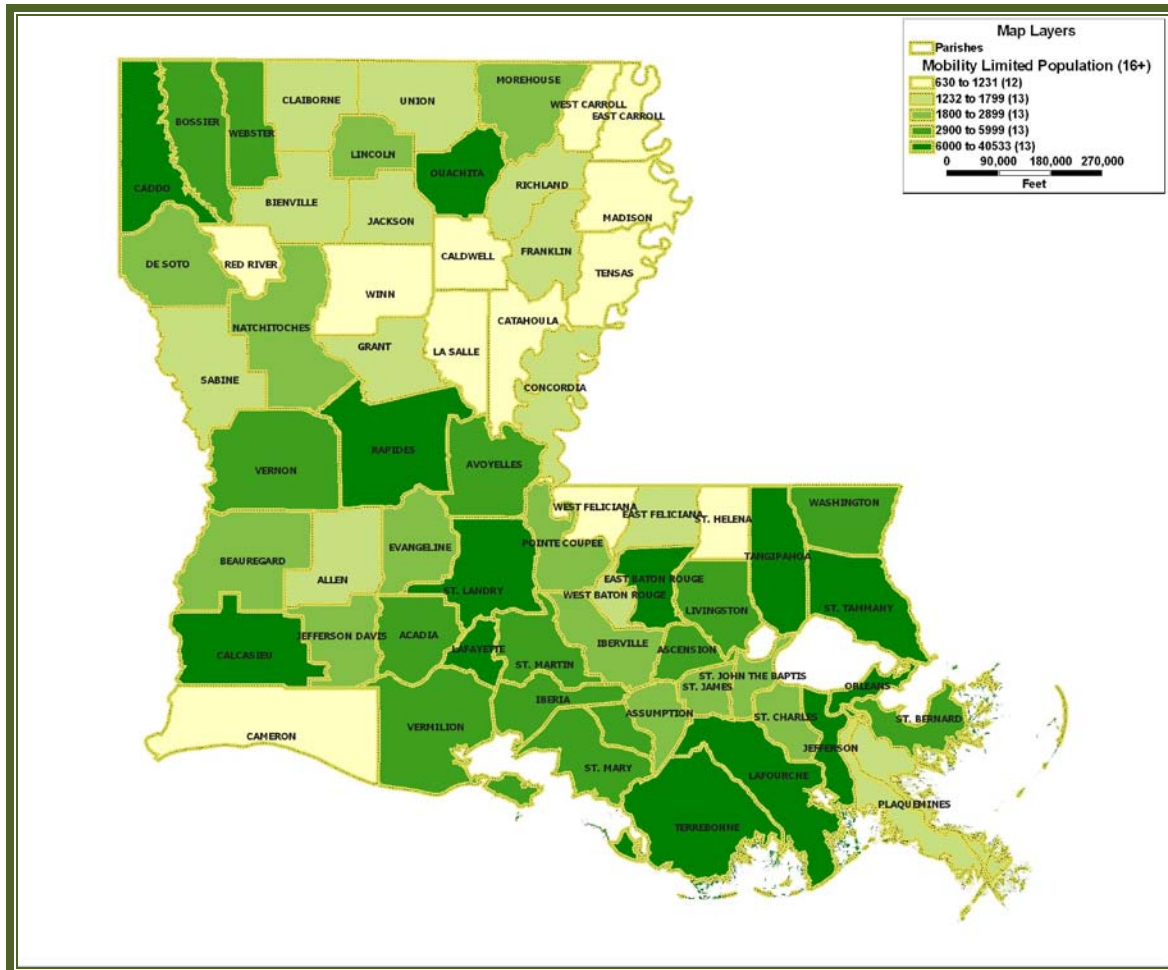 Map Layers
Parishes
Mobility Limited Population (16+)
630 to 1231 (12)
1232 to 1799 (13)
1800 to 2899 (13)
2900 to 5999 (13)
6000 to 40533 (13)
0 90,000 180,000 270,000
Feet
MOREHOUSE
CLAIBORNE
UNION
WEST CARROLL
EAST CARROLL
BOSSIER
WEBSTER
LINCOLN
OUACHITA
CADDO
RICHLAND
BIENVILLE
JACKSON
MADISON
FRANKLIN
CALDWELL
DE SOTO
RED RIVER
TENSAS
WINN
CATAHOULA
NATCHITOCHES
GRANT
LA SALLE
SABINE
CONCORDIA
RAPIDES
AVOYELLES
VERNON
WASHINGTON
WEST FELICIANA
EAST FELICIANA
ST. HELENA
POINTE COUPEE
EVANGELINE
TANGIPAHOA
BEAUREGARD
ALLEN
EAST BATON ROUGE
ST. LANDRY
WEST BATON ROUGE
LIVINGSTON
ST. TAMMANY
JEFFERSON DAVIS
ACADIA
IBERVILLE
LAFAYETTE
ASCENSION
CALCASIEU
ST. MARTIN
ST. JOHN THE BAPTIS
ST. JAMES
ORLEANS
IBERIA
ASSUMPTION
ST. CHARLES
ST. BERNARD
VERMILION
CAMERON
JEFFERSON
ST. MARY
LAFOURCHE
PLAQUEMINES
TERREBONNE